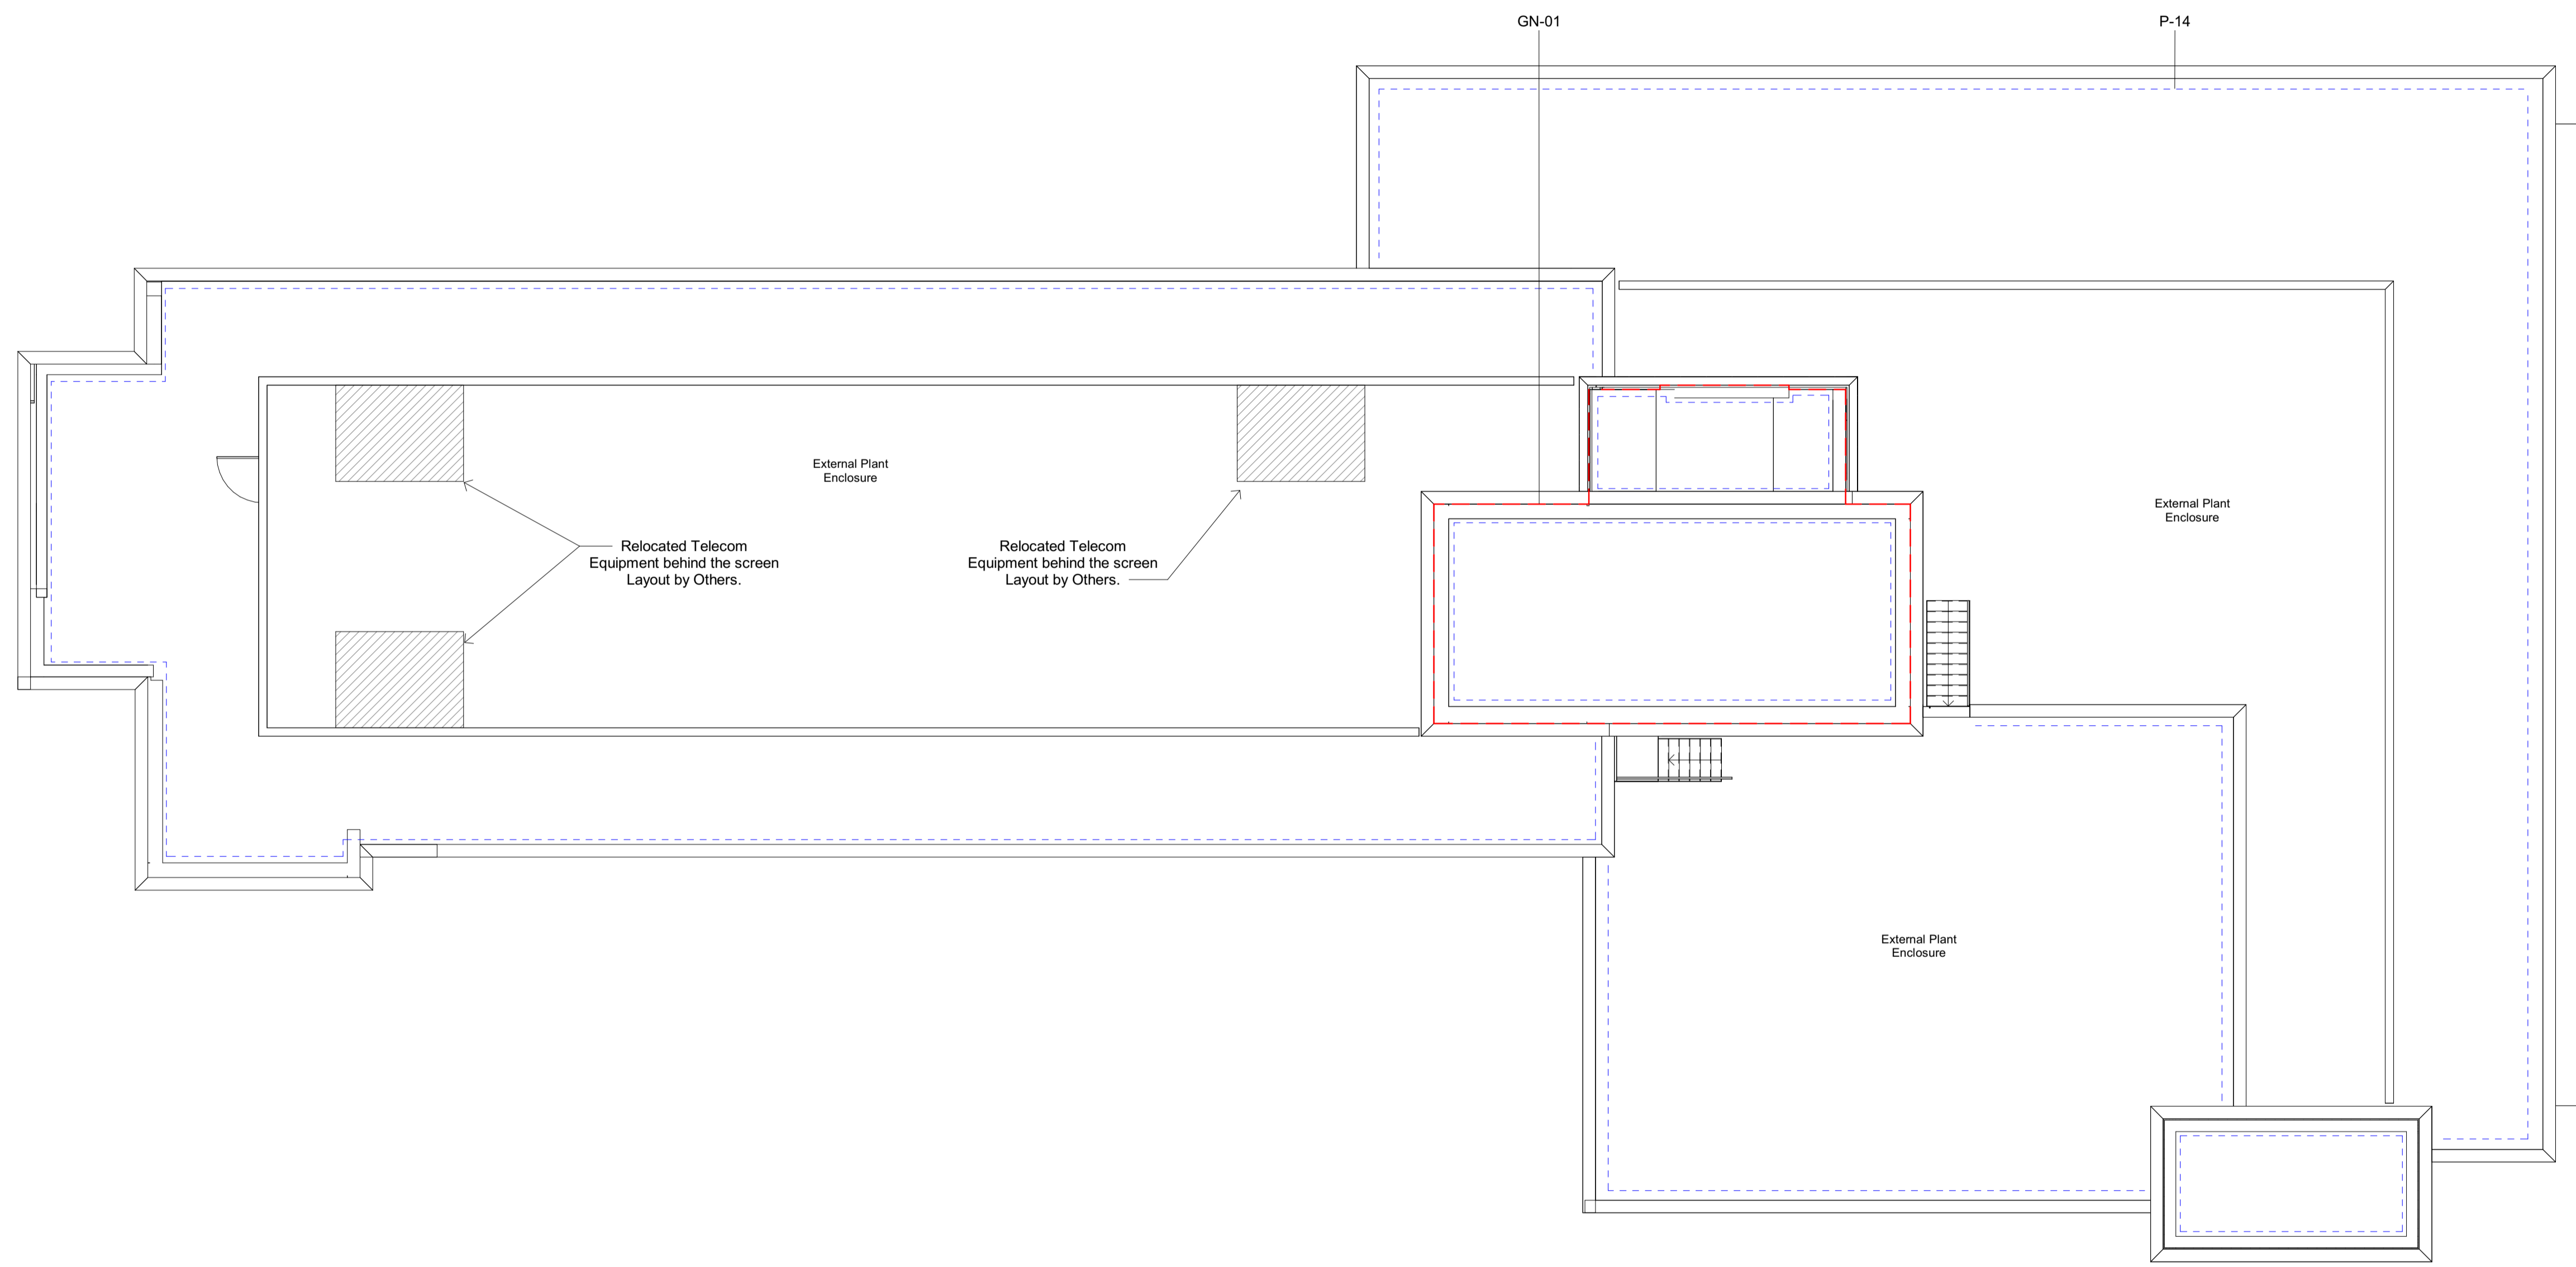 GN-01
P-14
External Plant
Enclosure
External Plant
Enclosure
Relocated Telecom
Equipment behind the screen
Layout by Others.
Relocated Telecom
Equipment behind the screen
Layout by Others.
External Plant
Enclosure